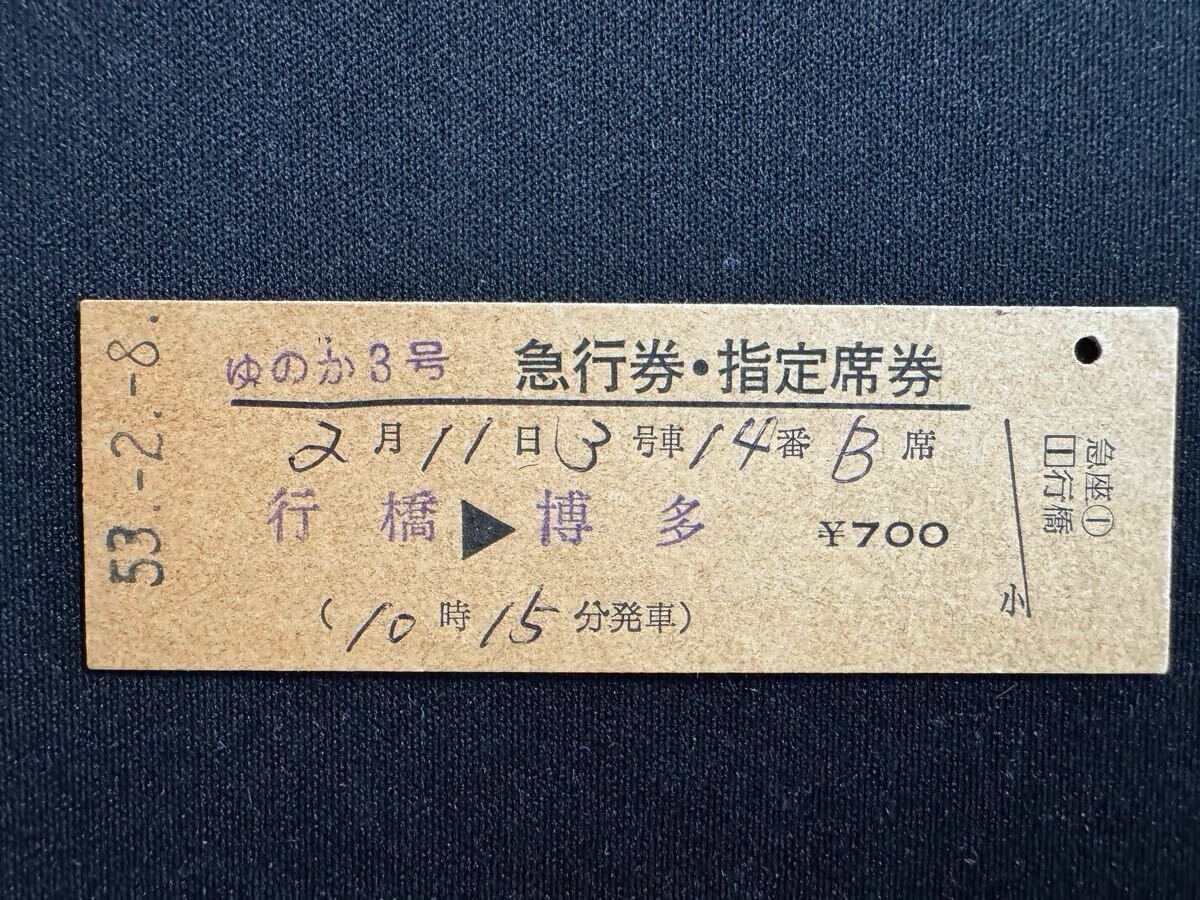 53.-2.-8.
ゆのか3号 急行券・指定席券
2月11日3号車14番B席
行橋▶博多 ¥700
(10時15分発車)
小
急座①
□1行橋